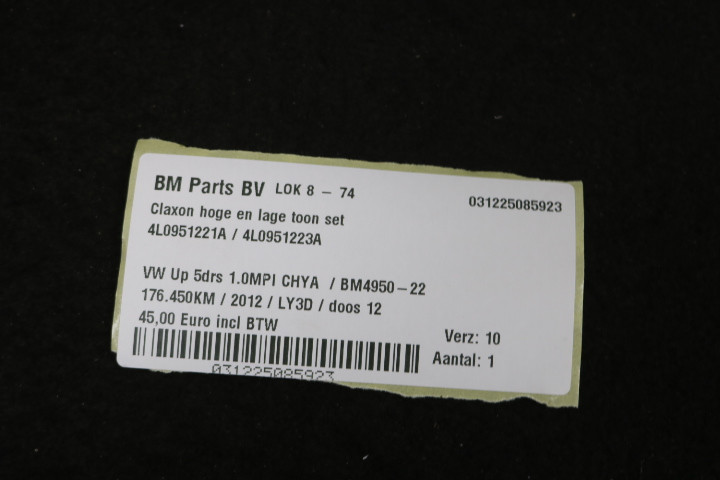 BM Parts BV LOK 8 - 74
031225085923
Claxon hoge en lage toon set
4L0951221A / 4L0951223A
VW Up 5drs 1.0MPI CHYA / BM4950-22
176.450KM / 2012 / LY3D / doos 12
45,00 Euro incl BTW
Verz: 10
Aantal: 1
031225085923